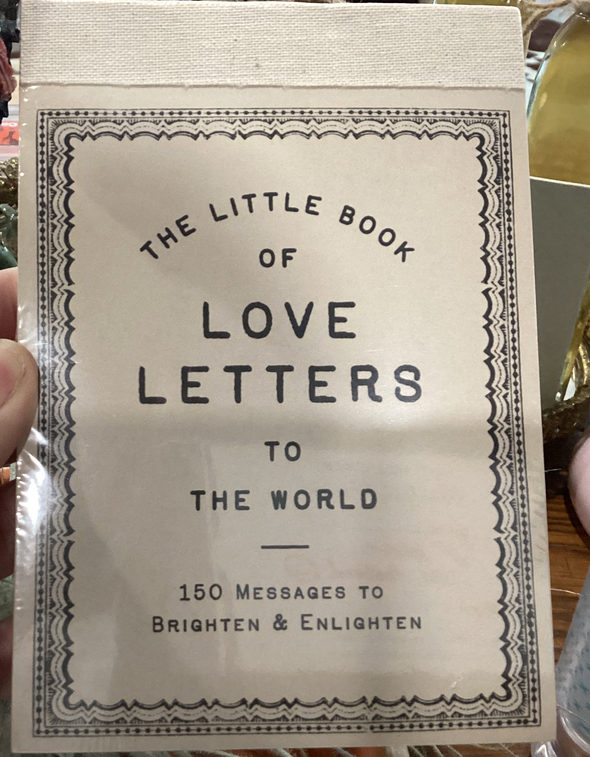 THE LITTLE BOOK
OF
LOVE
LETTERS
TO
THE WORLD
150 MESSAGES TO
BRIGHTEN & ENLIGHTEN